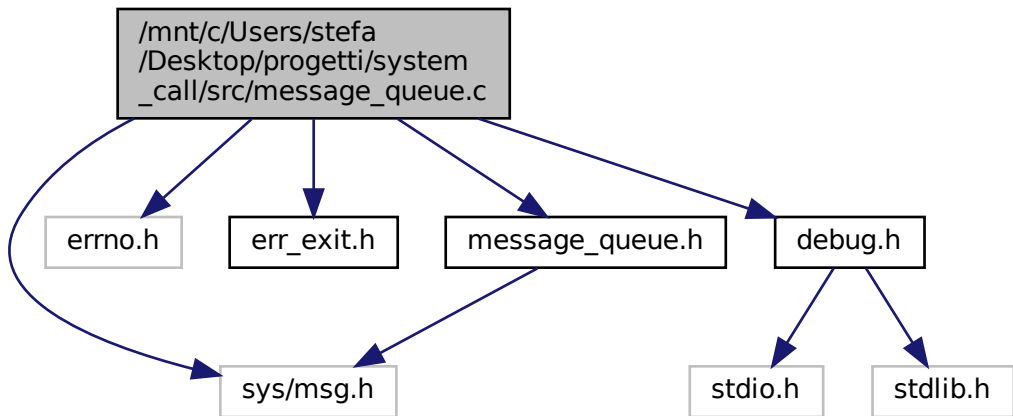 /mnt/c/Users/stefa
/Desktop/progetti/system
_call/src/message_queue.c
errno.h
err_exit.h
message_queue.h
debug.h
sys/msg.h
stdio.h
stdlib.h